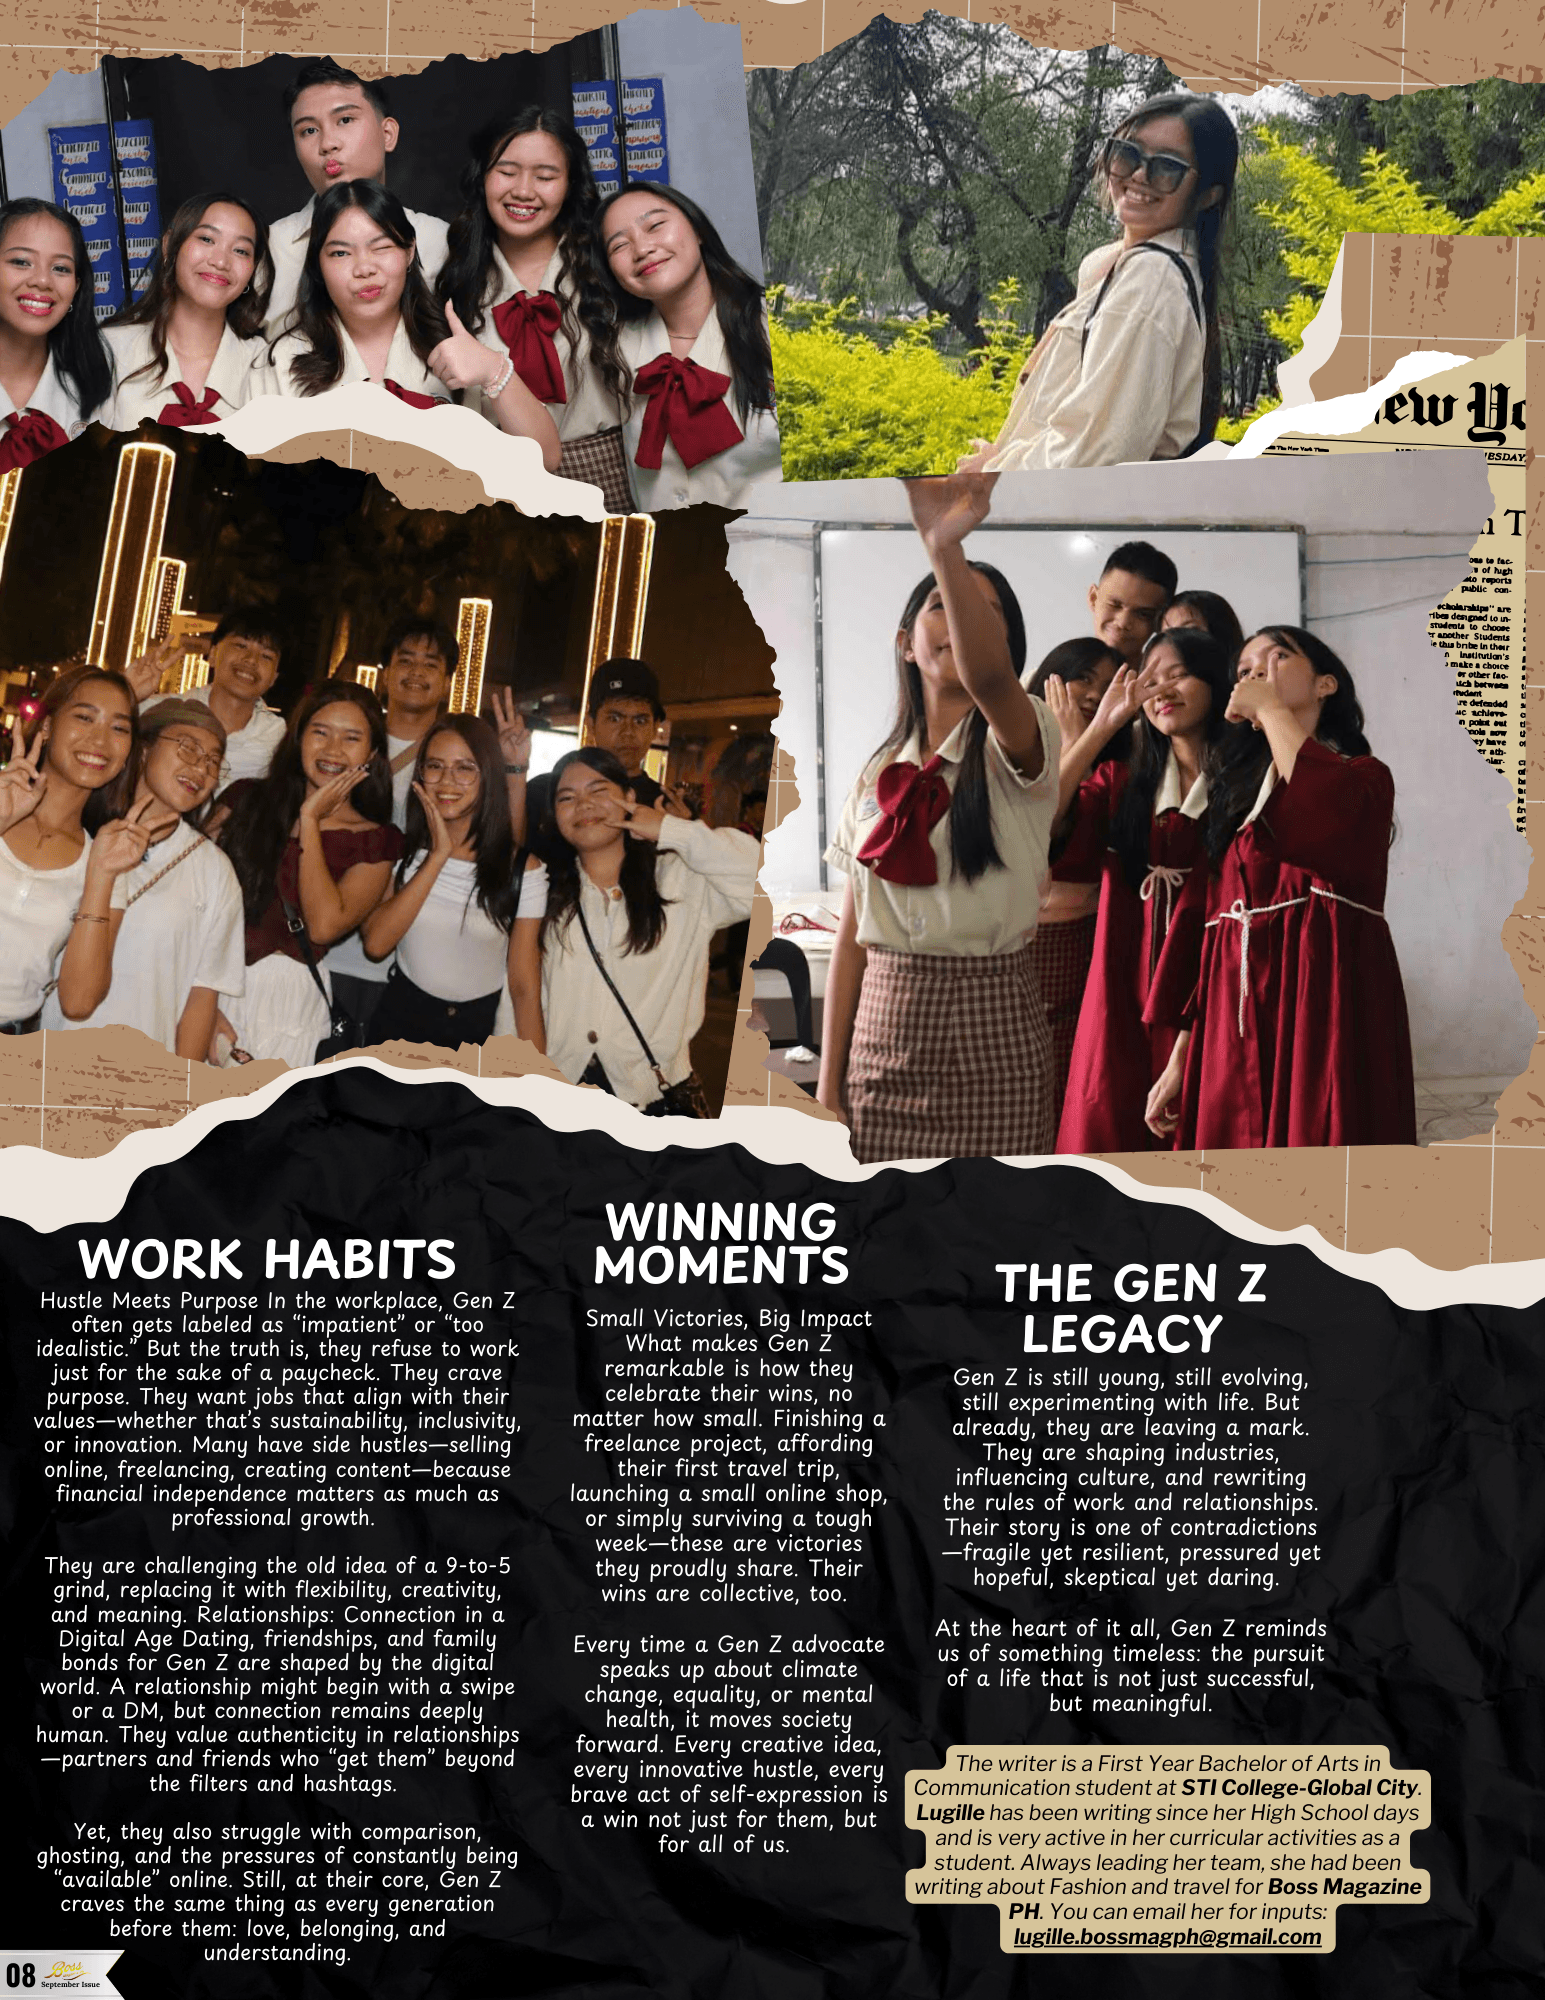 New Yo
WORK HABITS
Hustle Meets Purpose In the workplace, Gen Z
often gets labeled as “impatient” or “too
idealistic.” But the truth is, they refuse to work
just for the sake of a paycheck. They crave
purpose. They want jobs that align with their
values—whether that’s sustainability, inclusivity,
or innovation. Many have side hustles—selling
online, freelancing, creating content—because
financial independence matters as much as
professional growth.
They are challenging the old idea of a 9-to-5
grind, replacing it with flexibility, creativity,
and meaning. Relationships: Connection in a
Digital Age Dating, friendships, and family
bonds for Gen Z are shaped by the digital
world. A relationship might begin with a swipe
or a DM, but connection remains deeply
human. They value authenticity in relationships
—partners and friends who “get them” beyond
the filters and hashtags.
Yet, they also struggle with comparison,
ghosting, and the pressures of constantly being
“available” online. Still, at their core, Gen Z
craves the same thing as every generation
before them: love, belonging, and
understanding.
WINNING
MOMENTS
Small Victories, Big Impact
What makes Gen Z
remarkable is how they
celebrate their wins, no
matter how small. Finishing a
freelance project, affording
their first travel trip,
launching a small online shop,
or simply surviving a tough
week—these are victories
they proudly share. Their
wins are collective, too.
Every time a Gen Z advocate
speaks up about climate
change, equality, or mental
health, it moves society
forward. Every creative idea,
every innovative hustle, every
brave act of self-expression is
a win not just for them, but
for all of us.
THE GEN Z
LEGACY
Gen Z is still young, still evolving,
still experimenting with life. But
already, they are leaving a mark.
They are shaping industries,
influencing culture, and rewriting
the rules of work and relationships.
Their story is one of contradictions
—fragile yet resilient, pressured yet
hopeful, skeptical yet daring.
At the heart of it all, Gen Z reminds
us of something timeless: the pursuit
of a life that is not just successful,
but meaningful.
The writer is a First Year Bachelor of Arts in
Communication student at STI College-Global City.
Lugille has been writing since her High School days
and is very active in her curricular activities as a
student. Always leading her team, she had been
writing about Fashion and travel for Boss Magazine
PH. You can email her for inputs:
lugille.bossmagph@gmail.com
08
Boss
September Issue